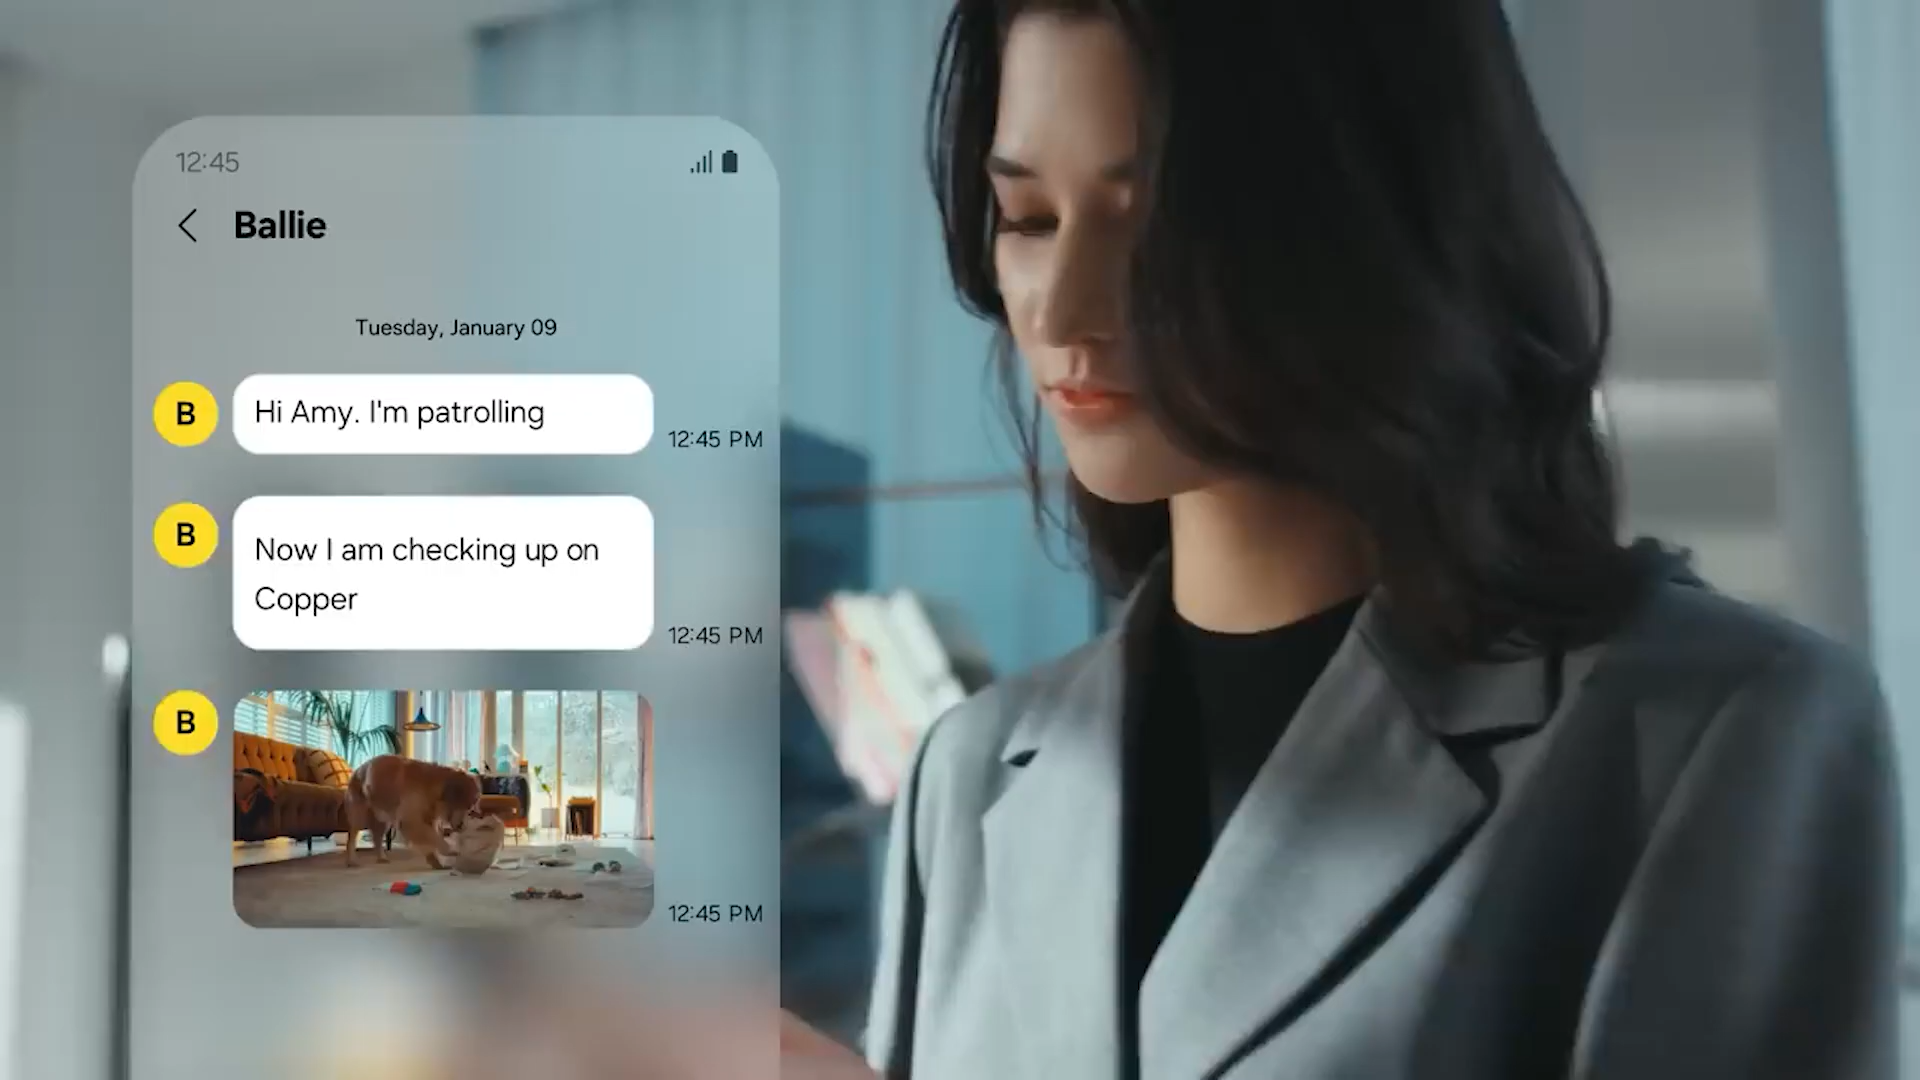 12:45
Ballie
Tuesday, January 09
B
Hi Amy. I'm patrolling
12:45 PM
B
Now I am checking up on
Copper
12:45 PM
B
12:45 PM